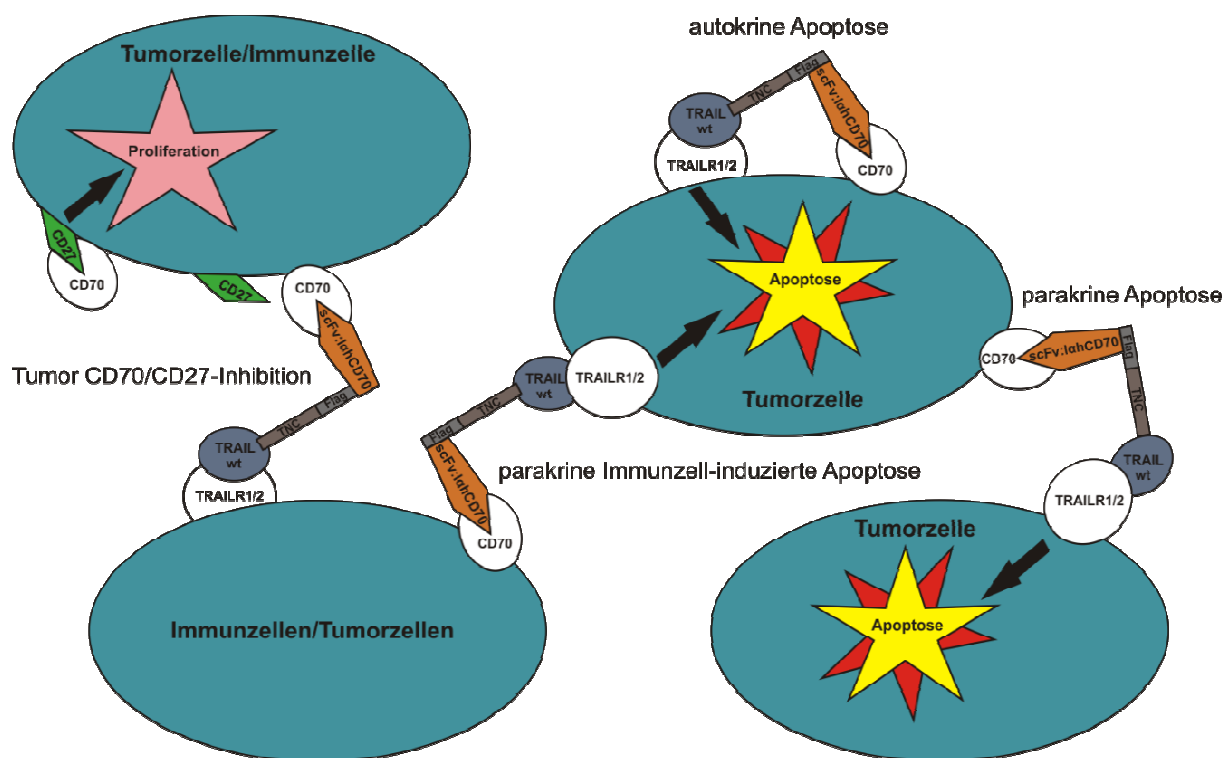 autokrine Apoptose
Tumorzelle/Immunzelle
Proliferation
CD27
CD70
CD27
CD70
scFv:lahCD70
Flag
TNC
TRAIL
wt
TRAILR1/2
Tumor CD70/CD27-Inhibition
Immunzellen/Tumorzellen
TRAIL
wt
TNC
Flag
scFv:lahCD70
TRAILR1/2
CD70
Apoptose
Tumorzelle
TRAILR1/2
TRAIL
wt
TNC
Flag
scFv:lahCD70
CD70
parakrine Immunzell-induzierte Apoptose
parakrine Apoptose
CD70
scFv:lahCD70
Flag
TNC
TRAIL
wt
TRAILR1/2
Tumorzelle
Apoptose